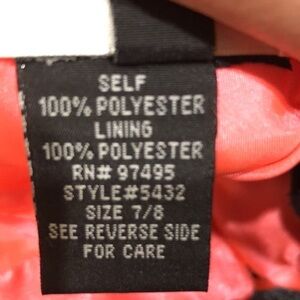 SELF
100% POLYESTER
LINING
100% POLYESTER
RN# 97495
STYLE#5432
SIZE 7/8
SEE REVERSE SIDE
FOR CARE